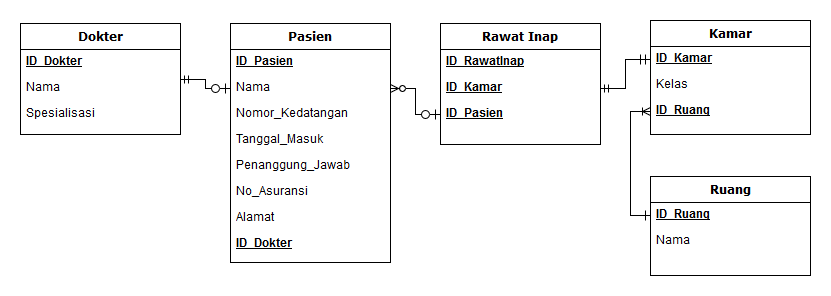 Dokter
ID_Dokter
Nama
Spesialisasi
Pasien
ID_Pasien
Nama
Nomor_Kedatangan
Tanggal_Masuk
Penanggung_Jawab
No_Asuransi
Alamat
ID_Dokter
Rawat Inap
ID_RawatInap
ID_Kamar
ID_Pasien
Kamar
ID_Kamar
Kelas
ID_Ruang
Ruang
ID_Ruang
Nama